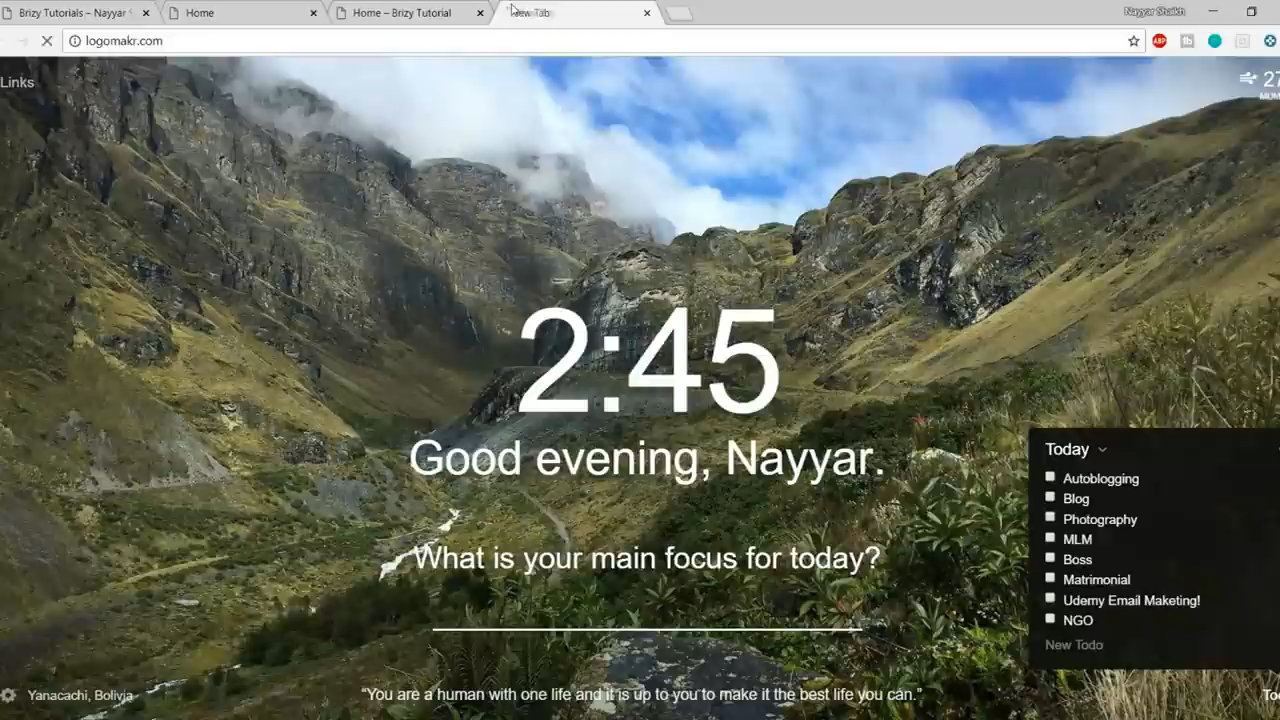 Brizy Tutorials – Nayyar
Home
Home – Brizy Tutorial
New Tab
Nayyar Shaikh
logomakr.com
ABP
Links
27
2:45
Good evening, Nayyar.
What is your main focus for today?
Today
Autoblogging
Blog
Photography
MLM
Boss
Matrimonial
Udemy Email Maketing!
NGO
New Todo
Yanacachi, Bolivia
“You are a human with one life and it is up to you to make it the best life you can.”